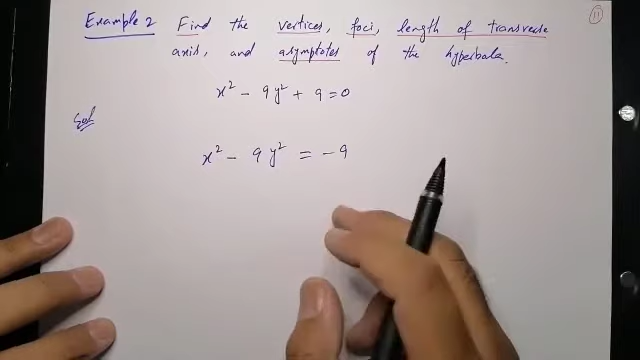 11
Example 2 Find the vertices, foci, length of transverse
axis, and asymptotes of the hyperbola.
x² - 9y² + 9 = 0
Sol
x² - 9y² = -9